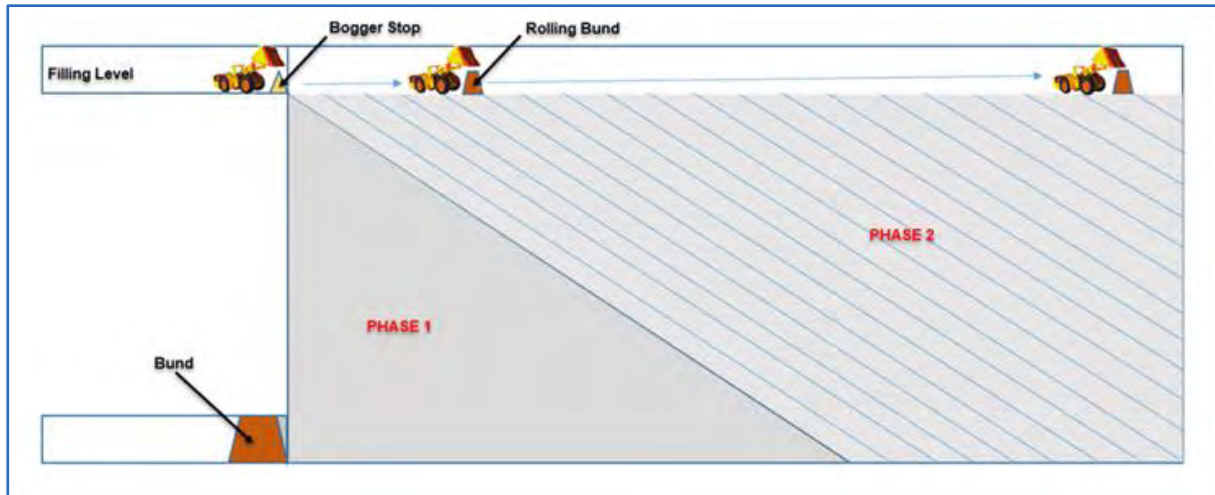 Bogger Stop
Rolling Bund
Filling Level
PHASE 2
PHASE 1
Bund